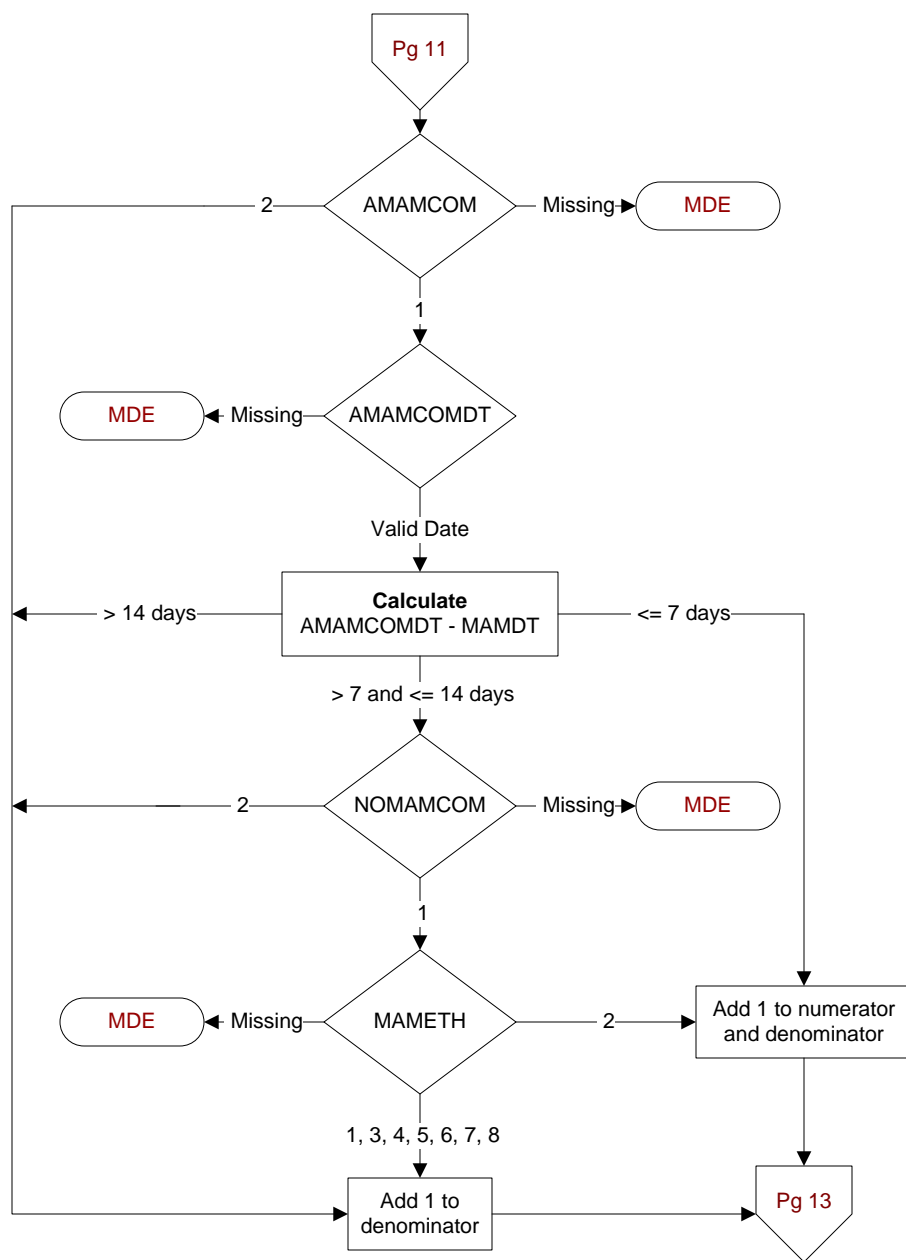 Pg 11
AMAMCOM
2
Missing
MDE
1
AMAMCOMDT
Missing
MDE
Valid Date
Calculate
AMAMCOMDT - MAMDT
> 14 days
<= 7 days
> 7 and <= 14 days
NOMAMCOM
2
Missing
MDE
1
MAMETH
Missing
MDE
2
Add 1 to numerator
and denominator
1, 3, 4, 5, 6, 7, 8
Add 1 to
denominator
Pg 13